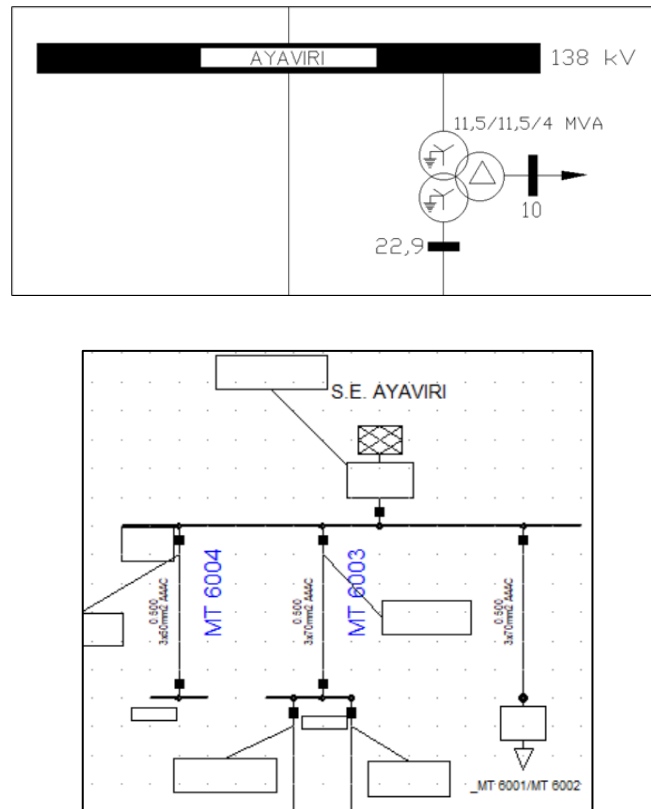 AYAVIRI
138 kV
11,5/11,5/4 MVA
10
22,9
S.E. AYAVIRI
0.500
3x50mm2 AAAC
MT 6004
0.500
3x70mm2 AAAC
MT 6003
0.500
3x70mm2 AAAC
_MT 6001/MT 6002